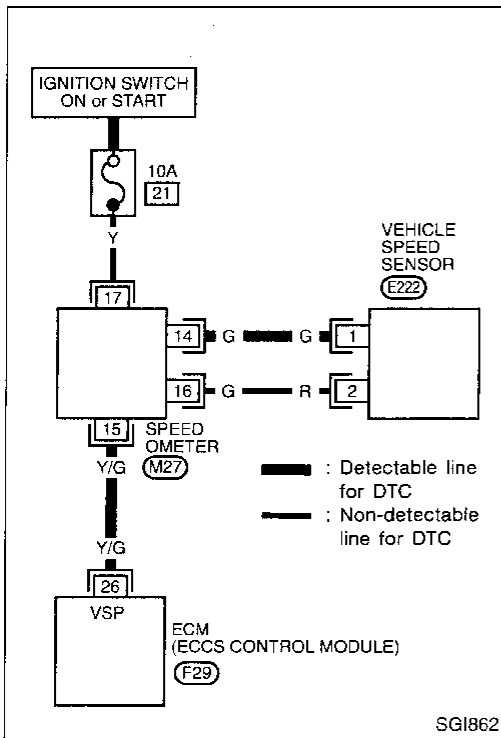 IGNITION SWITCH
ON or START
10A
21
Y
17
VEHICLE
SPEED
SENSOR
E222
14 G G 1
16 G R 2
15
SPEED
OMETER
M27
Y/G
: Detectable line
for DTC
: Non-detectable
line for DTC
Y/G
26
VSP
ECM
(ECCS CONTROL MODULE)
F29
SGI862